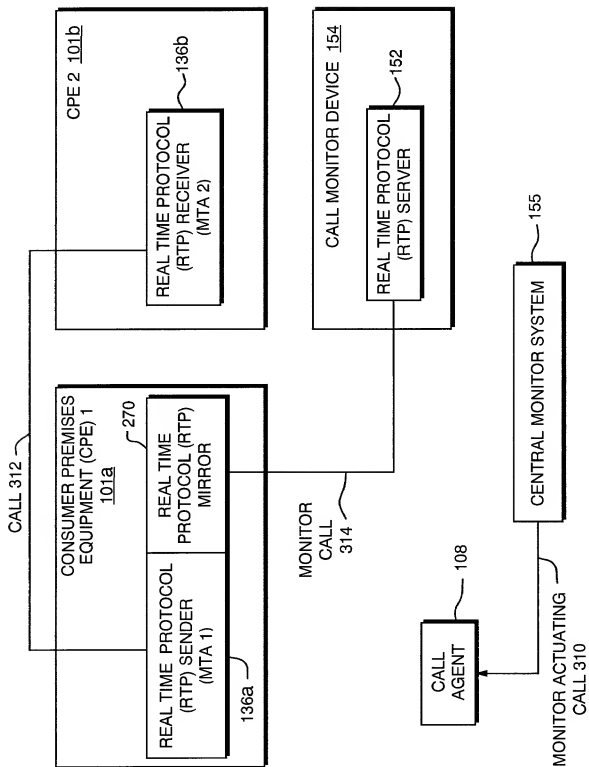 CALL 312
CONSUMER PREMISES
EQUIPMENT (CPE) 1
101a
270
REAL TIME PROTOCOL
(RTP) SENDER
(MTA 1)
REAL TIME
PROTOCOL (RTP)
MIRROR
136a
CPE 2 101b
REAL TIME PROTOCOL
(RTP) RECEIVER
(MTA 2)
136b
MONITOR
CALL
314
CALL MONITOR DEVICE 154
REAL TIME PROTOCOL
(RTP) SERVER
152
CALL
AGENT
108
MONITOR ACTUATING
CALL 310
CENTRAL MONITOR SYSTEM
155